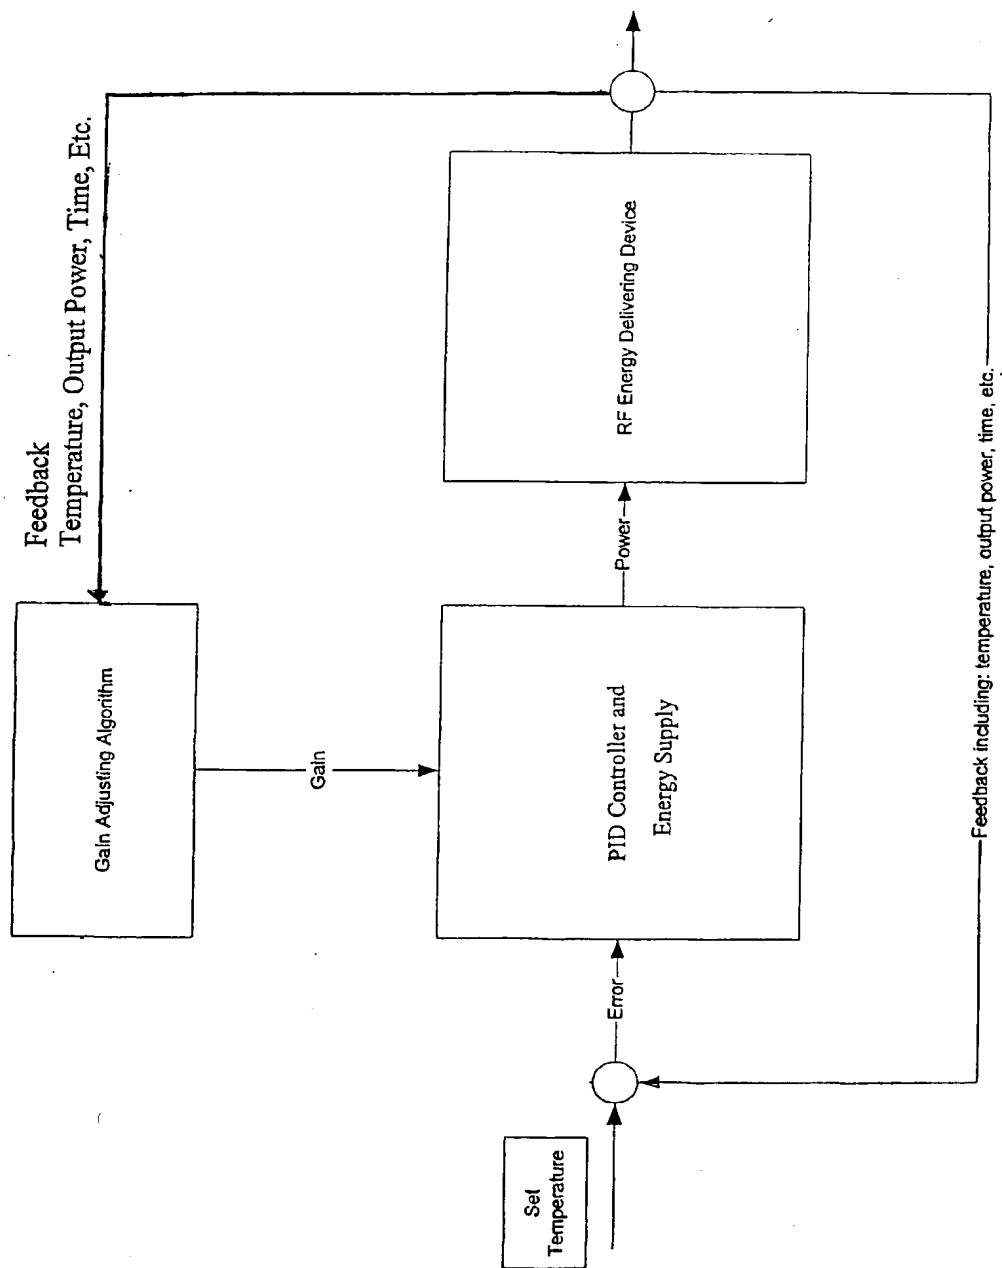 Feedback
Temperature, Output Power, Time, Etc.
Gain Adjusting Algorithm
Gain
Set
Temperature
Error
PID Controller and
Energy Supply
Power
RF Energy Delivering Device
Feedback including: temperature, output power, time, etc.